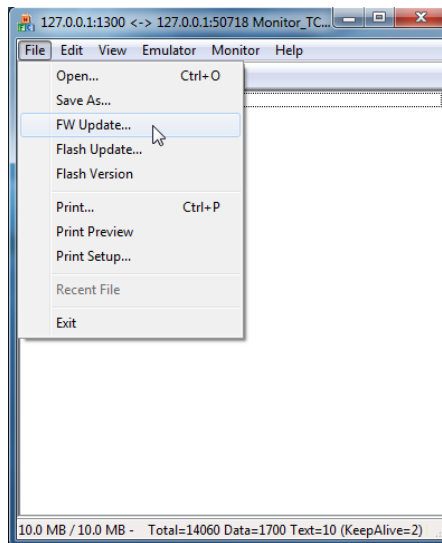 127.0.0.1:1300 <-> 127.0.0.1:50718 Monitor_TC...
File Edit View Emulator Monitor Help
Open... Ctrl+O
Save As...
FW Update...
Flash Update...
Flash Version
Print... Ctrl+P
Print Preview
Print Setup...
Recent File
Exit
10.0 MB / 10.0 MB - Total=14060 Data=1700 Text=10 (KeepAlive=2)